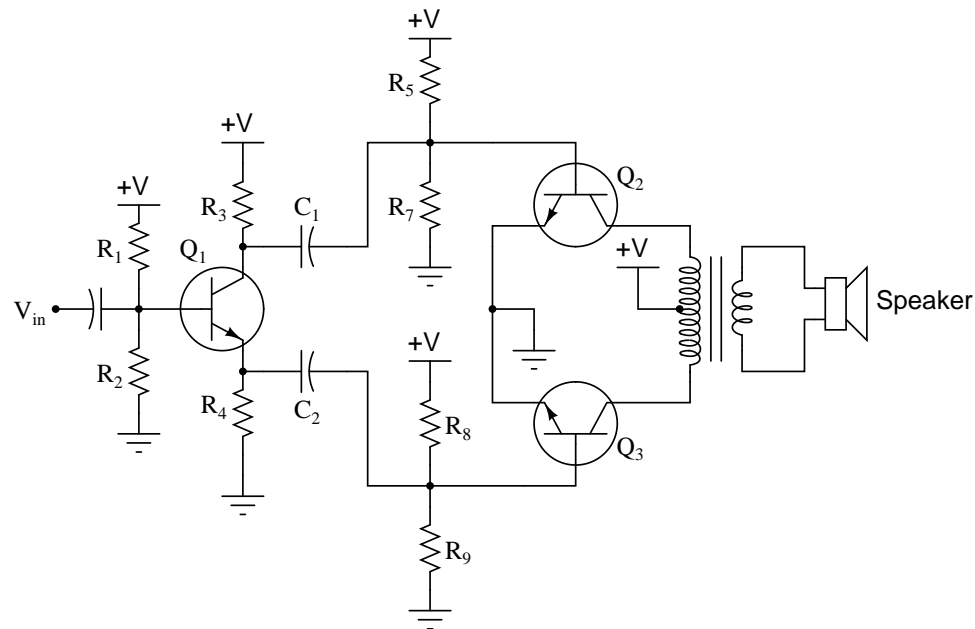 +V
R5
+V
R3
C1
R7
Q2
+V
R1
Q1
+V
Vin
Speaker
R2
R4
C2
+V
R8
Q3
R9